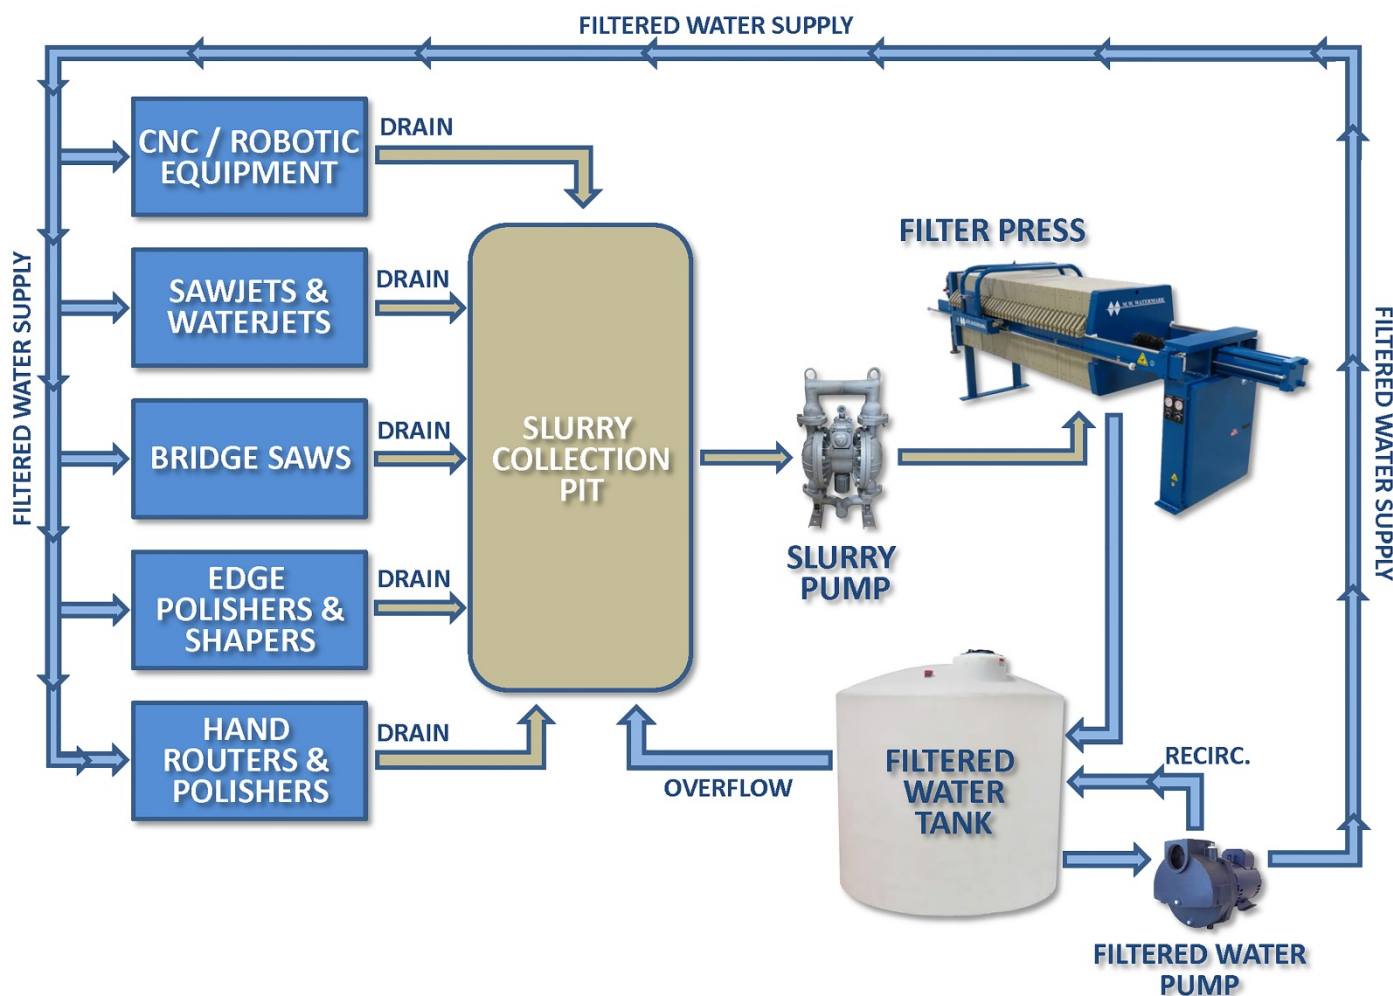 FILTERED WATER SUPPLY
FILTERED WATER SUPPLY
FILTERED WATER SUPPLY
CNC / ROBOTIC
EQUIPMENT
DRAIN
SAWJETS &
WATERJETS
DRAIN
BRIDGE SAWS
DRAIN
EDGE
POLISHERS &
SHAPERS
DRAIN
HAND
ROUTERS &
POLISHERS
DRAIN
SLURRY
COLLECTION
PIT
SLURRY
PUMP
FILTER PRESS
M.W. WATERMARK
OVERFLOW
FILTERED
WATER
TANK
RECIRC.
FILTERED WATER
PUMP